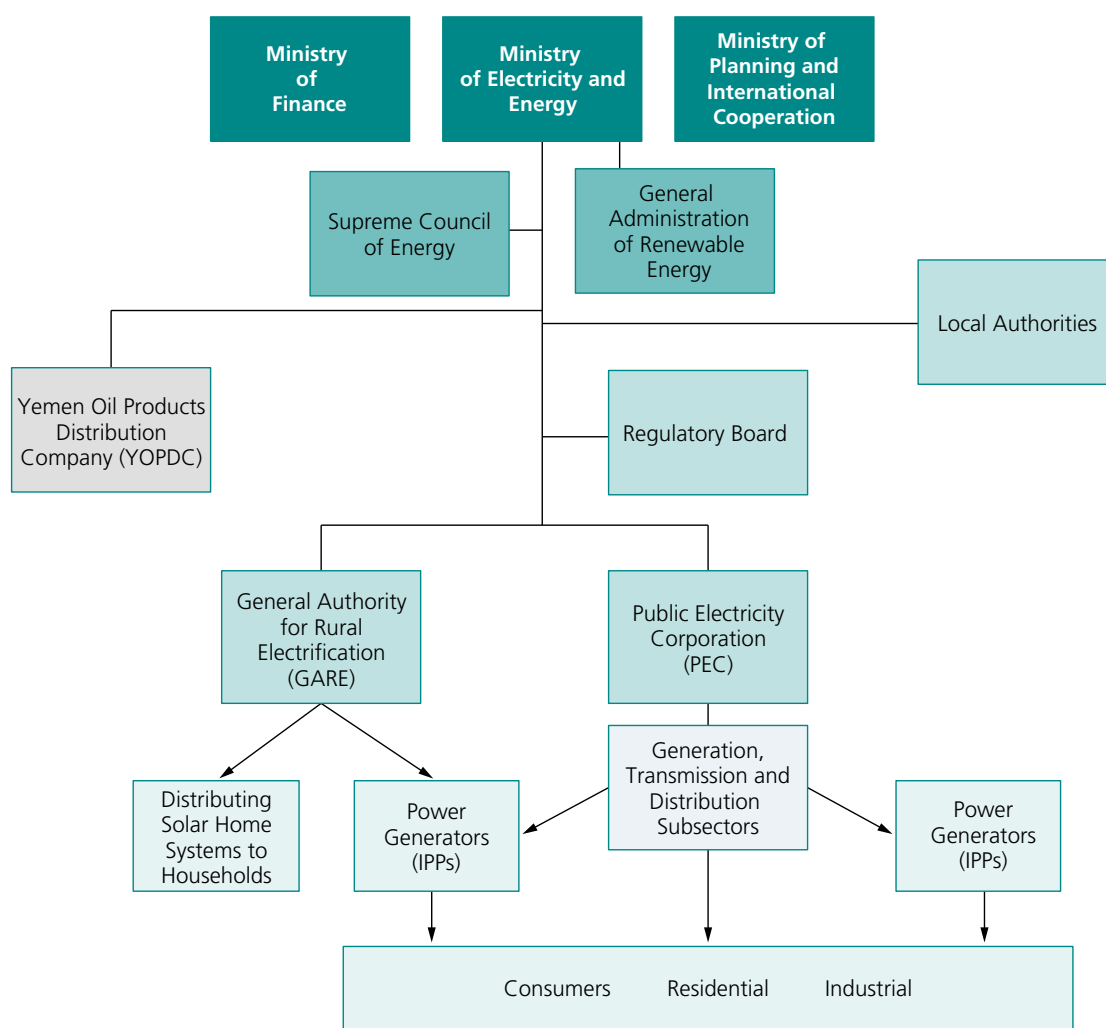 Ministry
of
Finance
Ministry
of Electricity and
Energy
Ministry of
Planning and
International
Cooperation
Supreme Council
of Energy
General
Administration
of Renewable
Energy
Local Authorities
Yemen Oil Products
Distribution
Company (YOPDC)
Regulatory Board
General Authority
for Rural
Electrification
(GARE)
Public Electricity
Corporation
(PEC)
Generation,
Transmission and
Distribution
Subsectors
Distributing
Solar Home
Systems to
Households
Power
Generators
(IPPs)
Power
Generators
(IPPs)
Consumers Residential Industrial